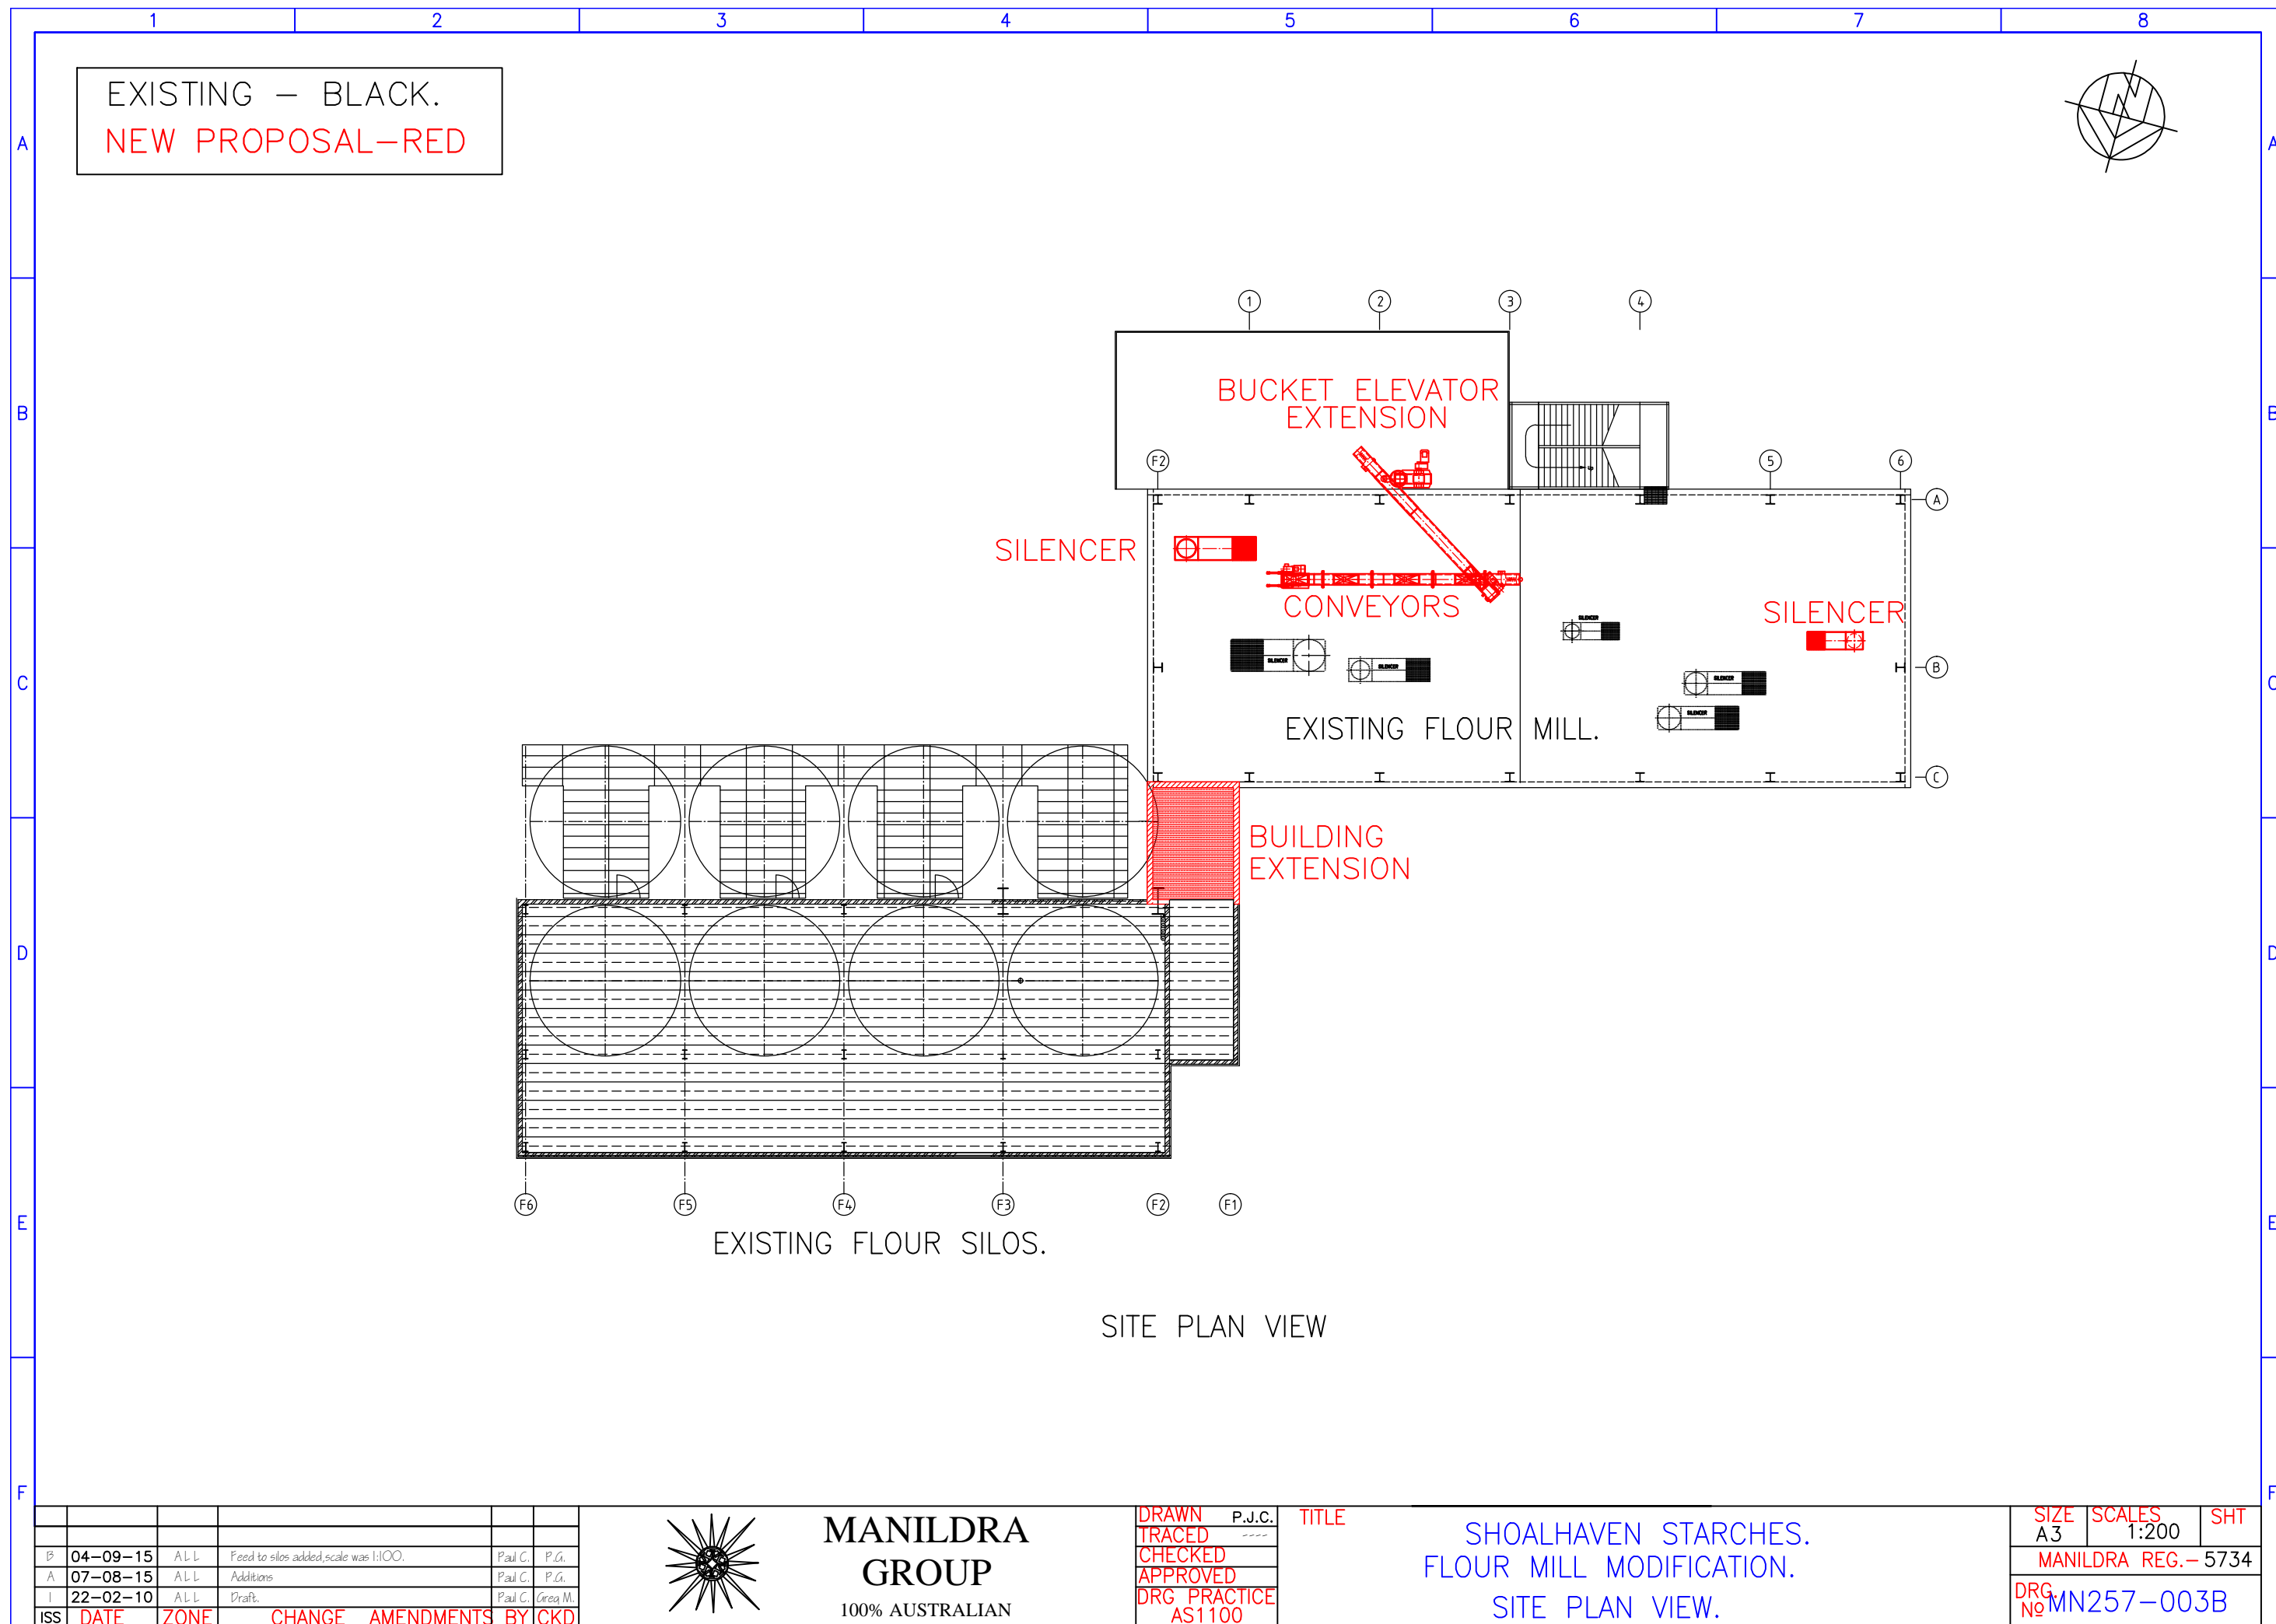 1 2 3 4 5 6 7 8
EXISTING – BLACK.
NEW PROPOSAL–RED
N
A A
1 2 3 4
BUCKET ELEVATOR
EXTENSION
B B
F2 5 6
A
SILENCER
CONVEYORS
SILENCER
SILENCER
SILENCER
SILENCER
B
SILENCER
SILENCER
C C
EXISTING FLOUR MILL.
C
BUILDING
EXTENSION
D D
F6 F5 F4 F3 F2 F1
E E
EXISTING FLOUR SILOS.
SITE PLAN VIEW
F F
B 04–09–15 ALL Feed to silos added,scale was 1:100. Paul C. P.G.
A 07–08–15 ALL Additions Paul C. P.G.
1 22–02–10 ALL Draft. Paul C. Greg M.
ISS DATE ZONE CHANGE AMENDMENTS BY CKD
MANILDRA
GROUP
100% AUSTRALIAN
DRAWN P.J.C.
TRACED ----
CHECKED
APPROVED
DRG PRACTICE
AS1100
TITLE
SHOALHAVEN STARCHES.
FLOUR MILL MODIFICATION.
SITE PLAN VIEW.
SIZE SCALES SHT
A3 1:200
MANILDRA REG.– 5734
DRG.
Nº MN257–003B